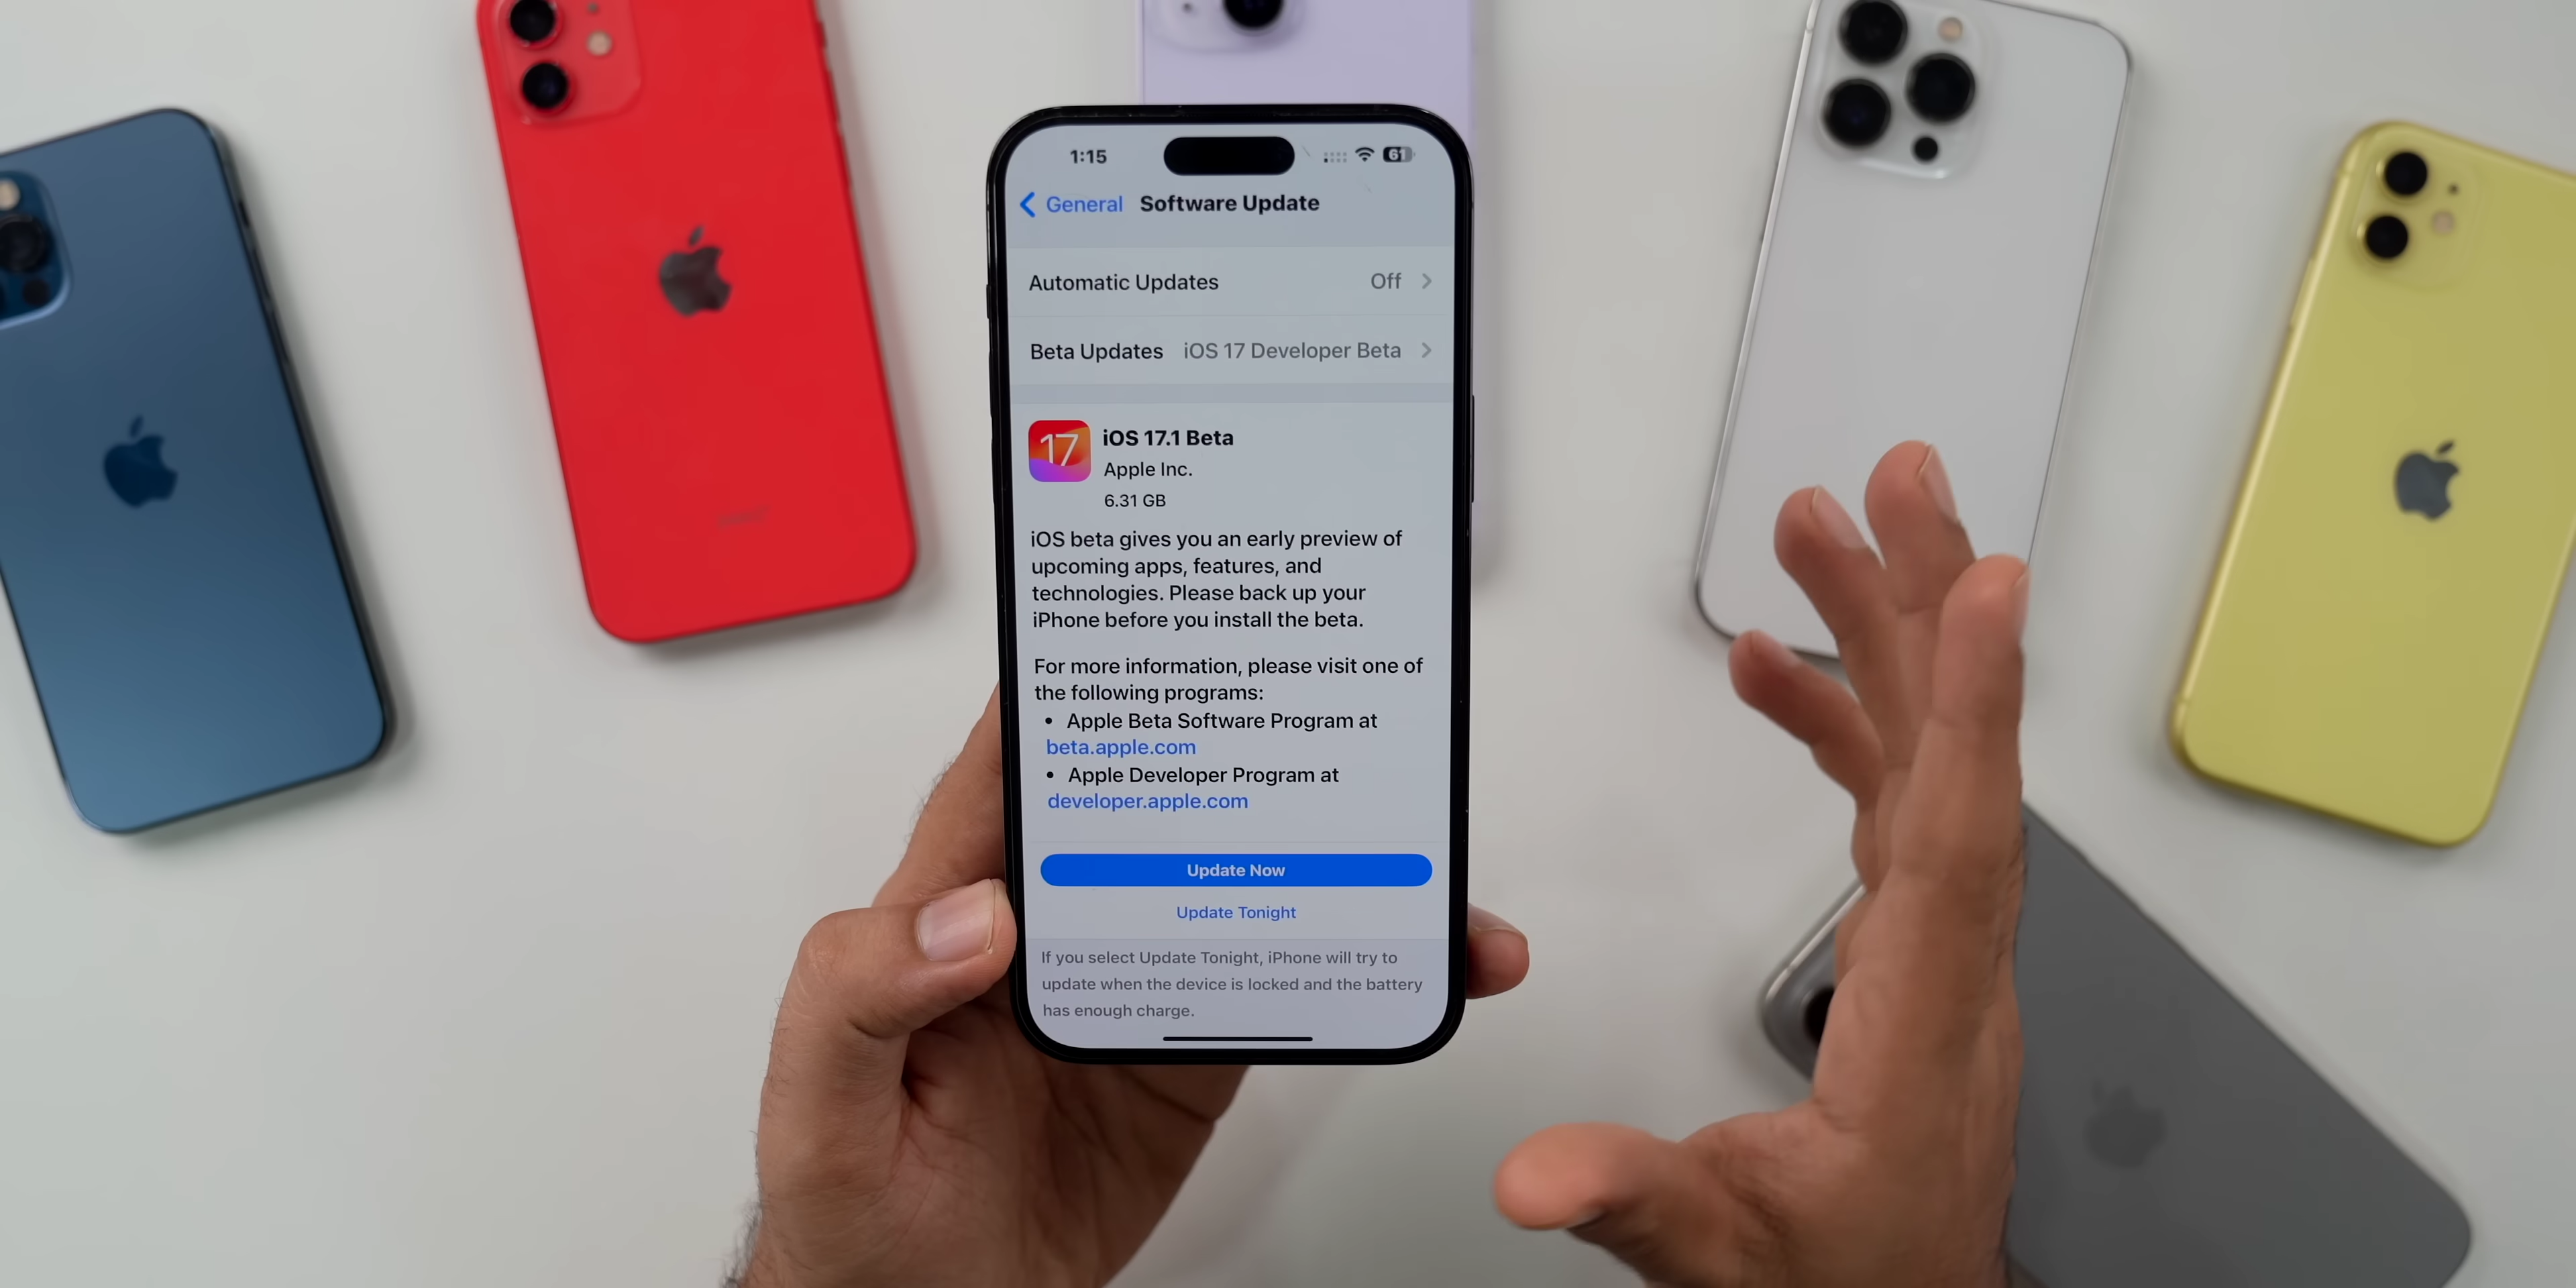 1:15
61
General Software Update
Automatic Updates Off
Beta Updates iOS 17 Developer Beta
17
iOS 17.1 Beta
Apple Inc.
6.31 GB
iOS beta gives you an early preview of
upcoming apps, features, and
technologies. Please back up your
iPhone before you install the beta.
For more information, please visit one of
the following programs:
• Apple Beta Software Program at
beta.apple.com
• Apple Developer Program at
developer.apple.com
Update Now
Update Tonight
If you select Update Tonight, iPhone will try to
update when the device is locked and the battery
has enough charge.